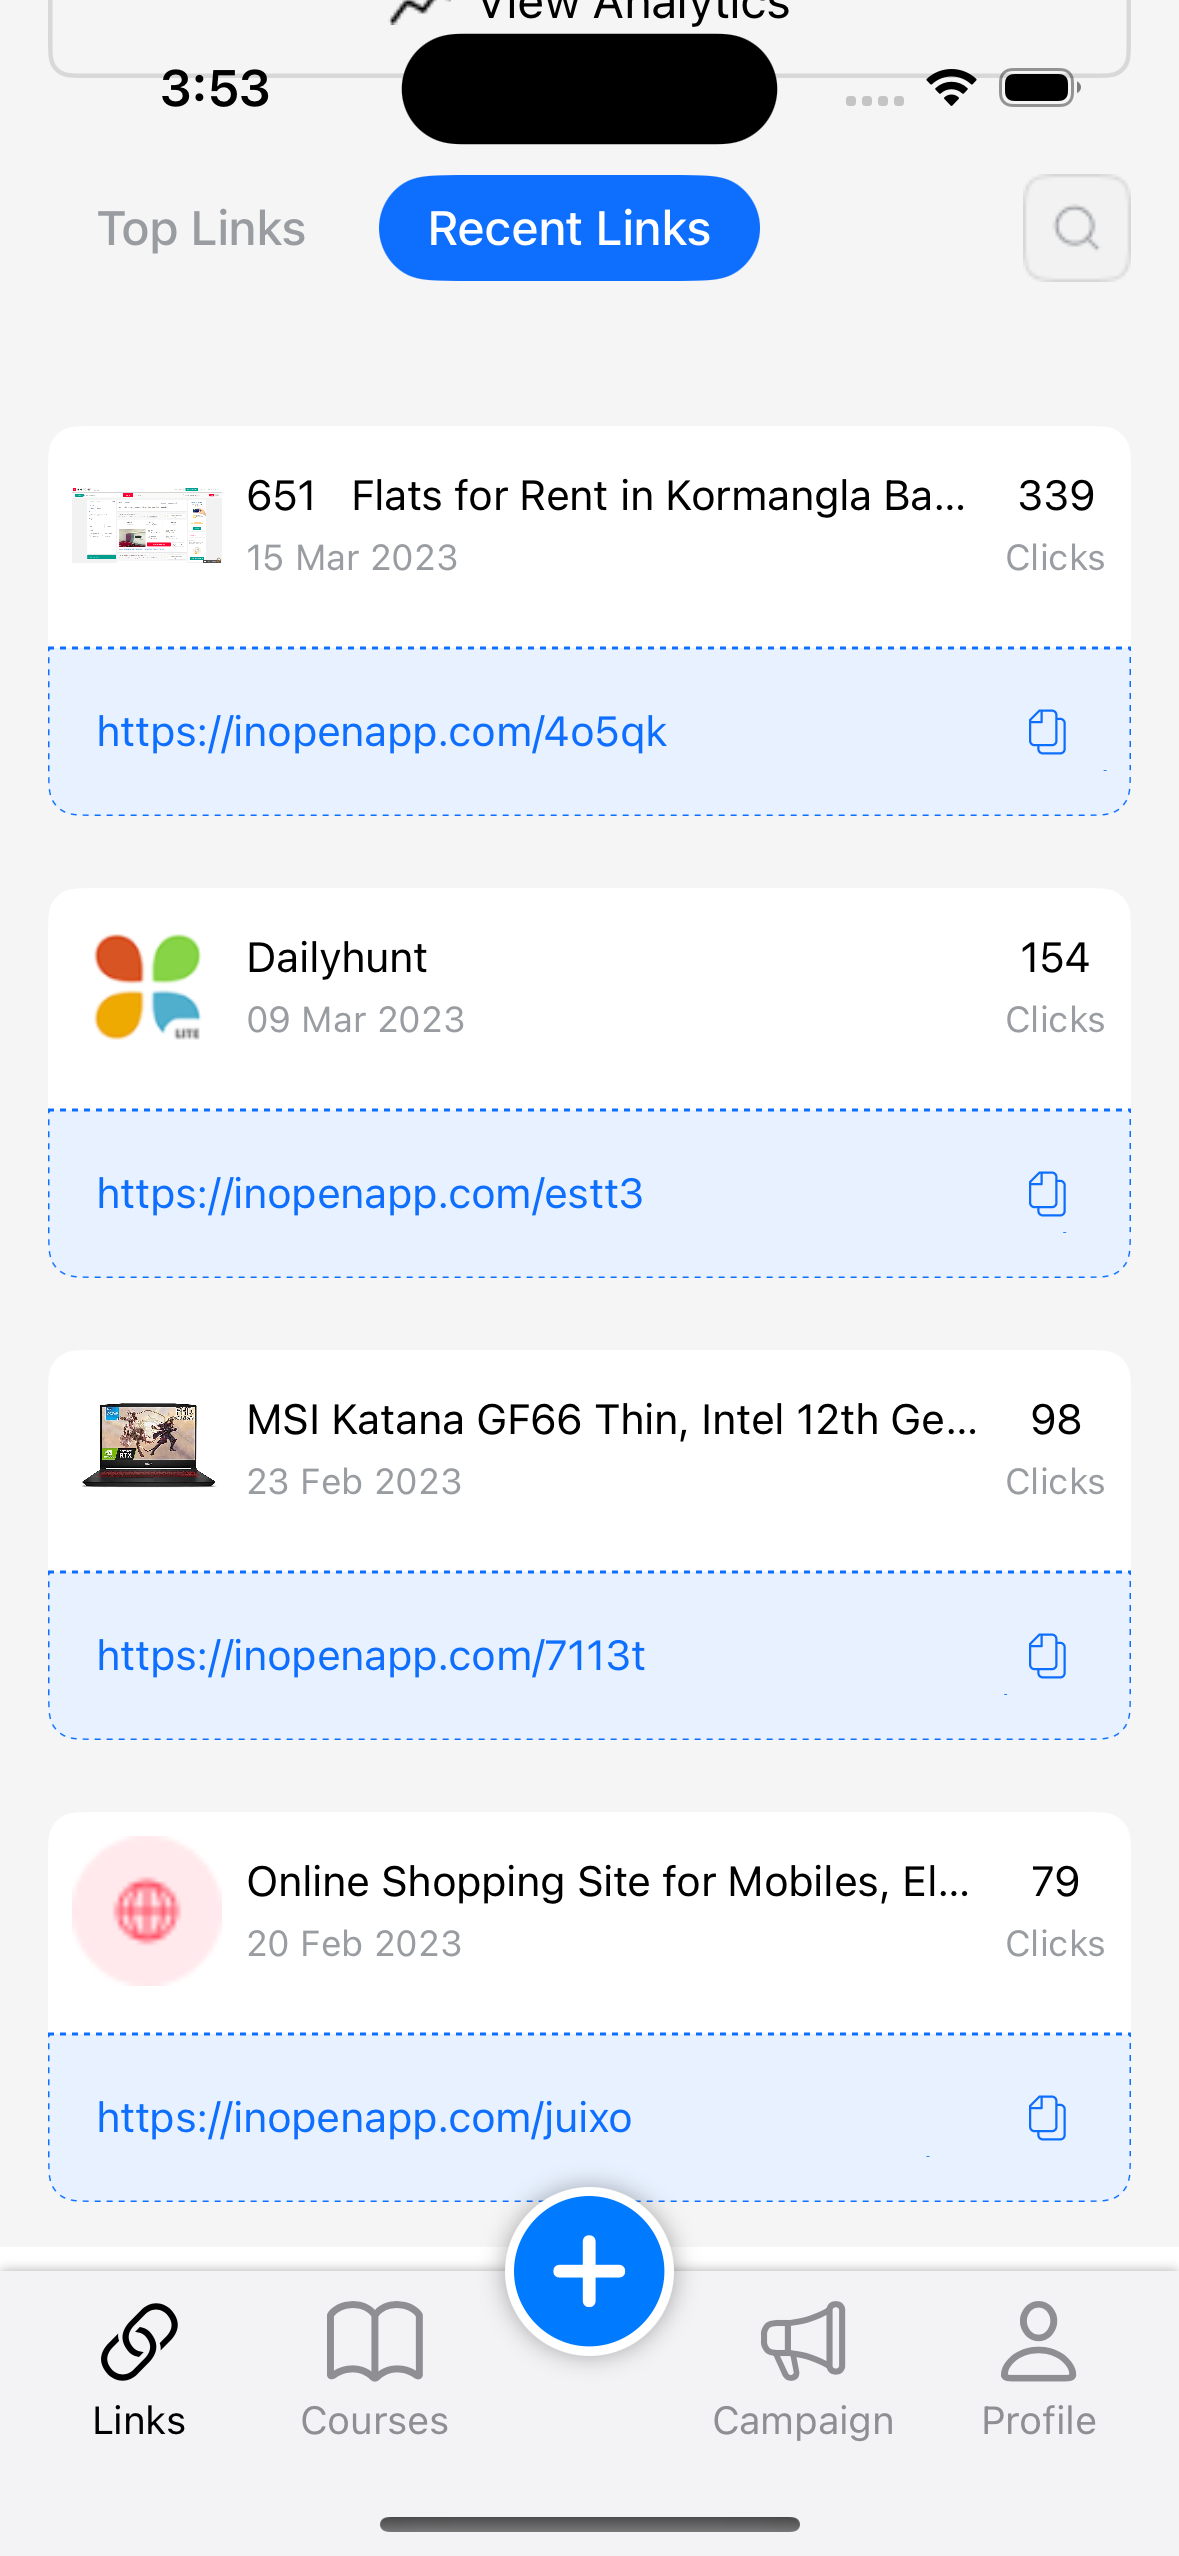 View Analytics
3:53
Top Links
Recent Links
651 Flats for Rent in Kormangla Ba...
339
15 Mar 2023
Clicks
https://inopenapp.com/4o5qk
Dailyhunt
154
09 Mar 2023
Clicks
LITE
https://inopenapp.com/estt3
MSI Katana GF66 Thin, Intel 12th Ge...
98
23 Feb 2023
Clicks
https://inopenapp.com/7113t
Online Shopping Site for Mobiles, El...
79
20 Feb 2023
Clicks
https://inopenapp.com/juixo
Links
Courses
Campaign
Profile